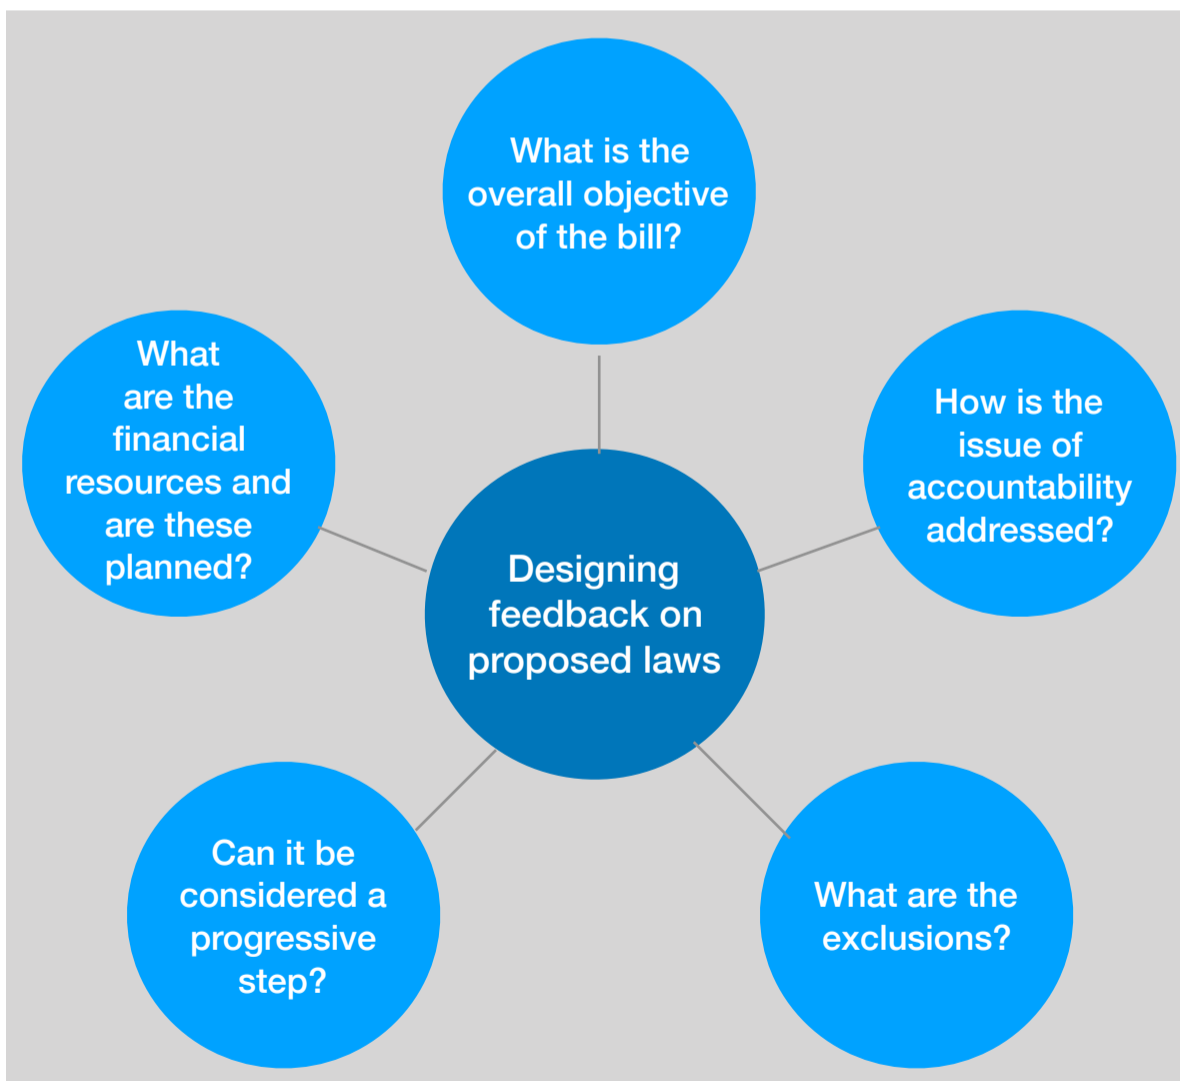 What is the
overall objective
of the bill?
What
are the
financial
resources and
are these
planned?
How is the
issue of
accountability
addressed?
Designing
feedback on
proposed laws
Can it be
considered a
progressive
step?
What are the
exclusions?